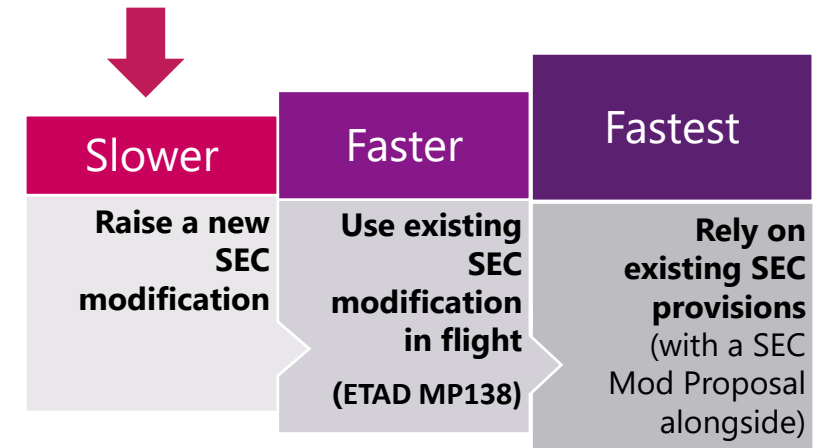 Slower
Raise a new
SEC
modification
Faster
Use existing
SEC
modification
in flight
(ETAD MP138)
Fastest
Rely on
existing SEC
provisions
(with a SEC
Mod Proposal
alongside)